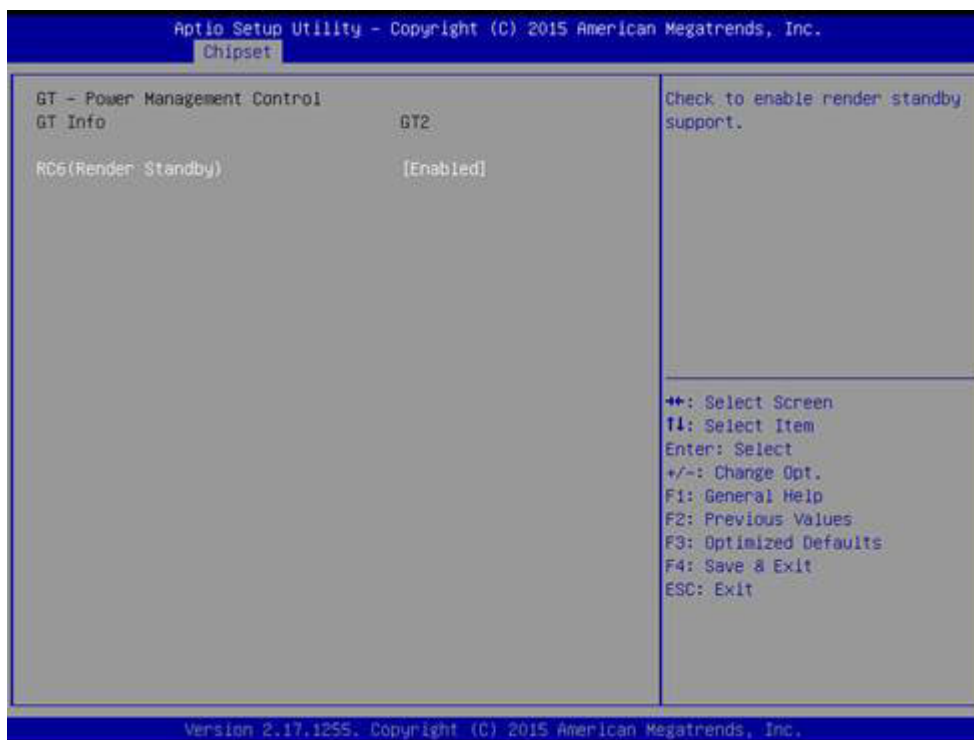 Aptio Setup Utility – Copyright (C) 2015 American Megatrends, Inc.
Chipset
GT – Power Management Control
GT Info GT2
RC6(Render Standby) [Enabled]
Check to enable render standby
support.
→←: Select Screen
↑↓: Select Item
Enter: Select
+/-: Change Opt.
F1: General Help
F2: Previous Values
F3: Optimized Defaults
F4: Save & Exit
ESC: Exit
Version 2.17.1255. Copyright (C) 2015 American Megatrends, Inc.